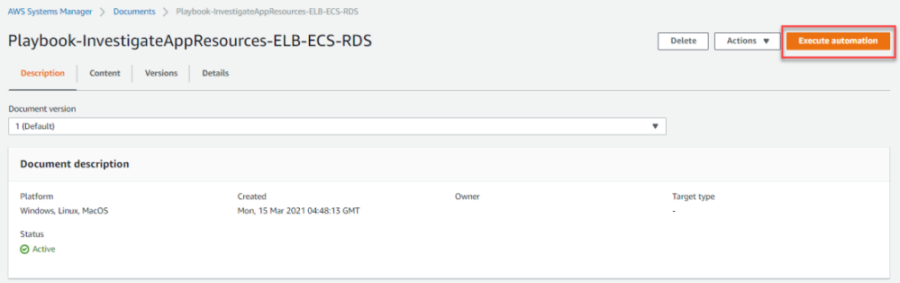 AWS Systems Manager > Documents > Playbook-InvestigateAppResources-ELB-ECS-RDS
Playbook-InvestigateAppResources-ELB-ECS-RDS
Delete Actions Execute automation
Description Content Versions Details
Document version
1 (Default)
Document description
Platform Created Owner Target type
Windows, Linux, MacOS Mon, 15 Mar 2021 04:48:13 GMT -
Status
Active